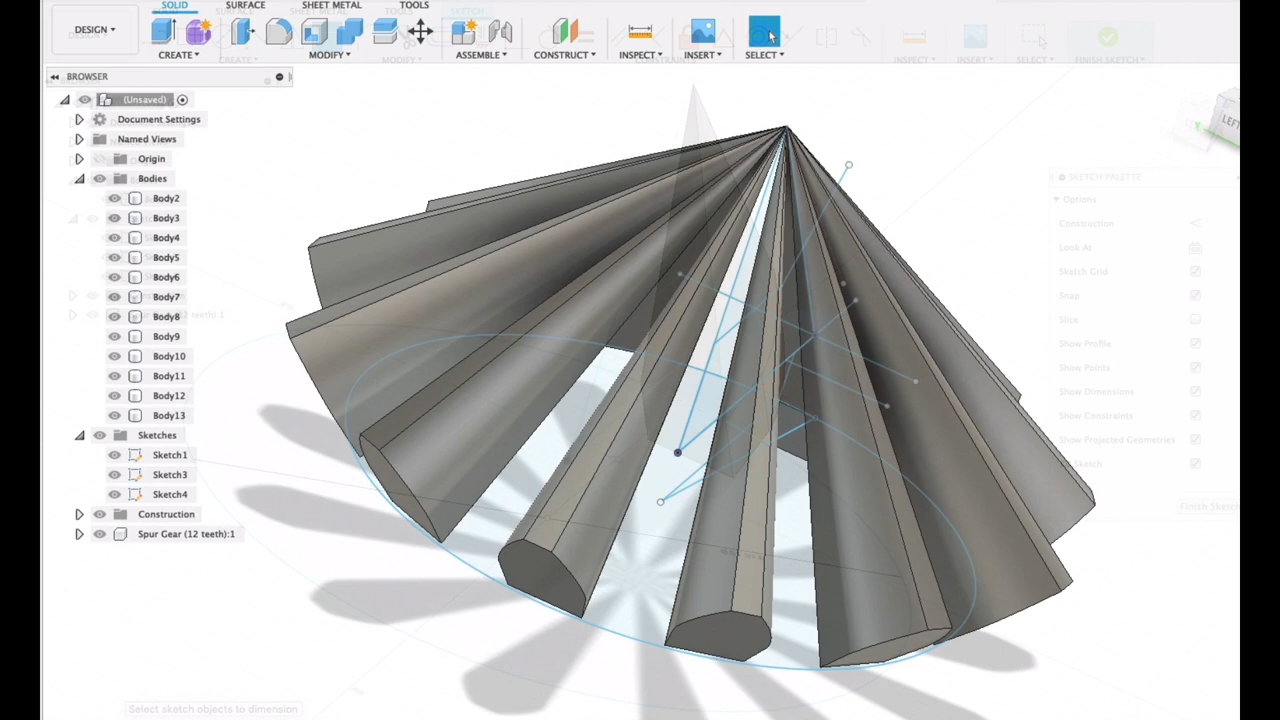 SOLID
SURFACE
SHEET METAL
TOOLS
DESIGN
CREATE
MODIFY
ASSEMBLE
CONSTRUCT
INSPECT
INSERT
SELECT
INSPECT
INSERT
SELECT
FINISH SKETCH
BROWSER
(Unsaved)
Document Settings
Named Views
Origin
Bodies
Body2
Body3
Body4
Body5
Body6
Body7
Body8
Body9
Body10
Body11
Body12
Body13
Sketches
Sketch1
Sketch3
Sketch4
Construction
Spur Gear (12 teeth):1
LEFT
SKETCH PALETTE
Options
Construction
Look At
Sketch Grid
Snap
Slice
Show Profile
Show Points
Show Dimensions
Show Constraints
Show Projected Geometries
Sketch
Finish Sketch
Select sketch objects to dimension